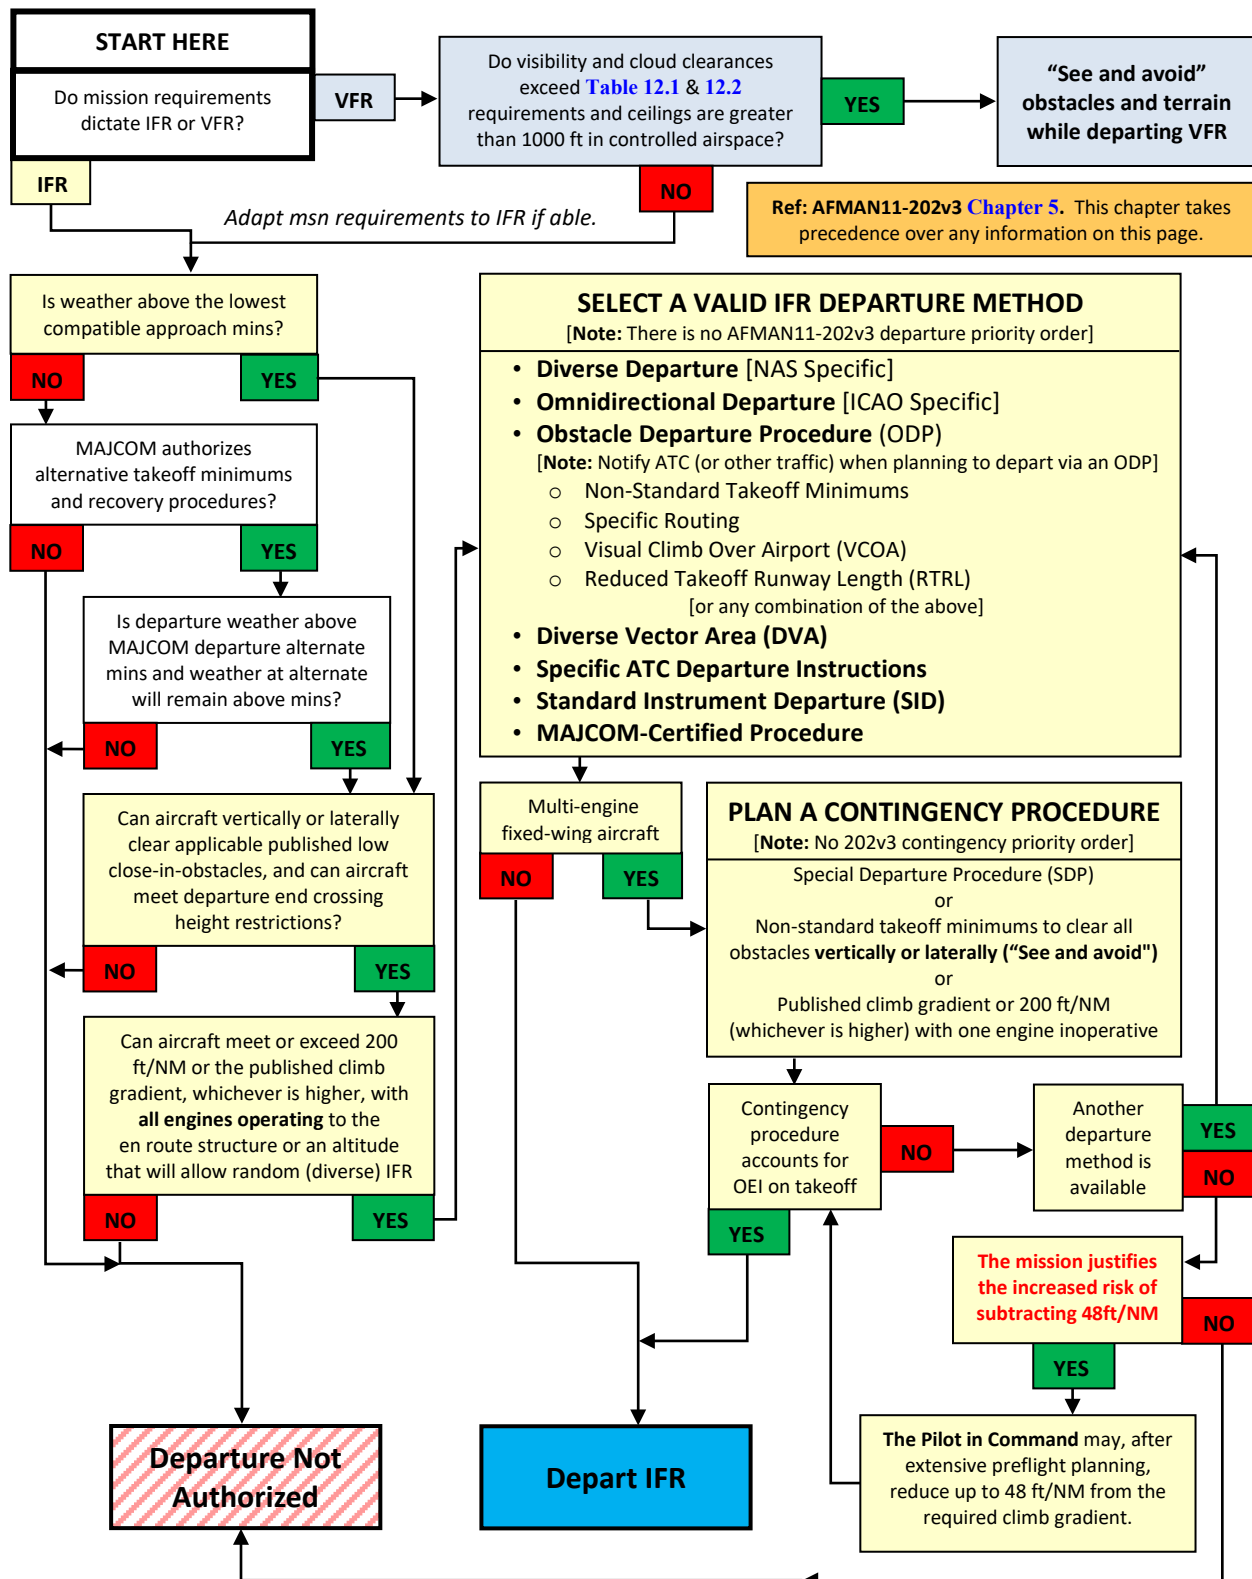 START HERE
Do mission requirements
dictate IFR or VFR?
VFR
IFR
Do visibility and cloud clearances
exceed Table 12.1 & 12.2
requirements and ceilings are greater
than 1000 ft in controlled airspace?
YES
NO
“See and avoid”
obstacles and terrain
while departing VFR
Adapt msn requirements to IFR if able.
Ref: AFMAN11-202v3 Chapter 5. This chapter takes
precedence over any information on this page.
Is weather above the lowest
compatible approach mins?
NO
YES
MAJCOM authorizes
alternative takeoff minimums
and recovery procedures?
NO
YES
Is departure weather above
MAJCOM departure alternate
mins and weather at alternate
will remain above mins?
NO
YES
Can aircraft vertically or laterally
clear applicable published low
close-in-obstacles, and can aircraft
meet departure end crossing
height restrictions?
NO
YES
Can aircraft meet or exceed 200
ft/NM or the published climb
gradient, whichever is higher, with
all engines operating to the
en route structure or an altitude
that will allow random (diverse) IFR
NO
YES
SELECT A VALID IFR DEPARTURE METHOD
[Note: There is no AFMAN11-202v3 departure priority order]
• Diverse Departure [NAS Specific]
• Omnidirectional Departure [ICAO Specific]
• Obstacle Departure Procedure (ODP)
[Note: Notify ATC (or other traffic) when planning to depart via an ODP]
o Non-Standard Takeoff Minimums
o Specific Routing
o Visual Climb Over Airport (VCOA)
o Reduced Takeoff Runway Length (RTRL)
[or any combination of the above]
• Diverse Vector Area (DVA)
• Specific ATC Departure Instructions
• Standard Instrument Departure (SID)
• MAJCOM-Certified Procedure
Multi-engine
fixed-wing aircraft
NO
YES
PLAN A CONTINGENCY PROCEDURE
[Note: No 202v3 contingency priority order]
Special Departure Procedure (SDP)
or
Non-standard takeoff minimums to clear all
obstacles vertically or laterally (“See and avoid")
or
Published climb gradient or 200 ft/NM
(whichever is higher) with one engine inoperative
Contingency
procedure
accounts for
OEI on takeoff
NO
YES
Another
departure
method is
available
YES
NO
The mission justifies
the increased risk of
subtracting 48ft/NM
NO
YES
The Pilot in Command may, after
extensive preflight planning,
reduce up to 48 ft/NM from the
required climb gradient.
Departure Not
Authorized
Depart IFR